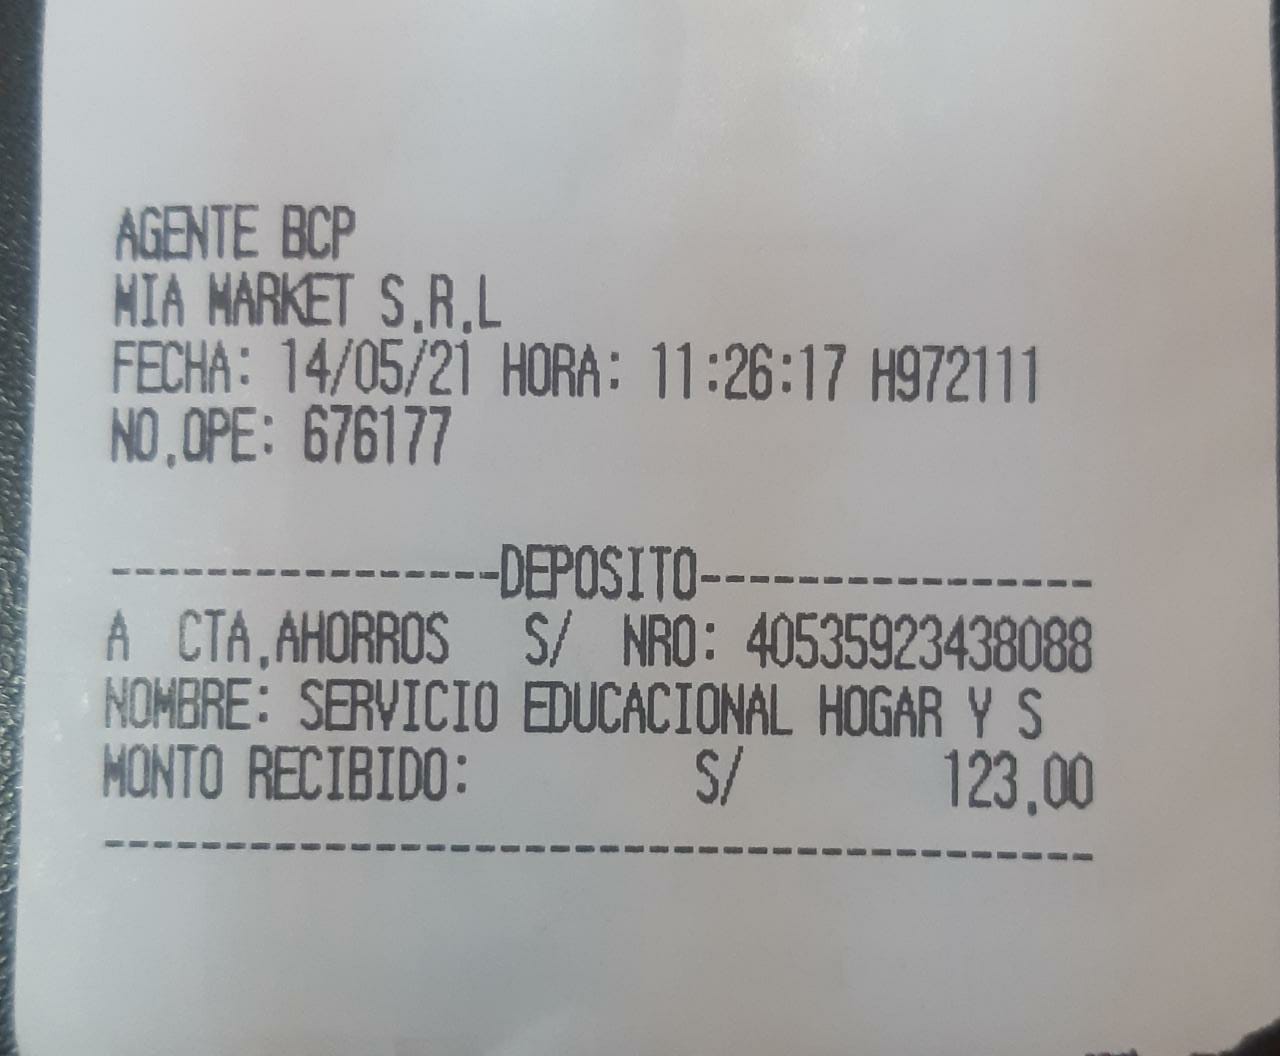 AGENTE BCP
MIA MARKET S.R.L
FECHA: 14/05/21 HORA: 11:26:17 H972111
NO.OPE: 676177
----------------DEPOSITO----------------
A CTA.AHORROS S/ NRO: 40535923438088
NOMBRE: SERVICIO EDUCACIONAL HOGAR Y S
MONTO RECIBIDO: S/ 123.00
----------------------------------------